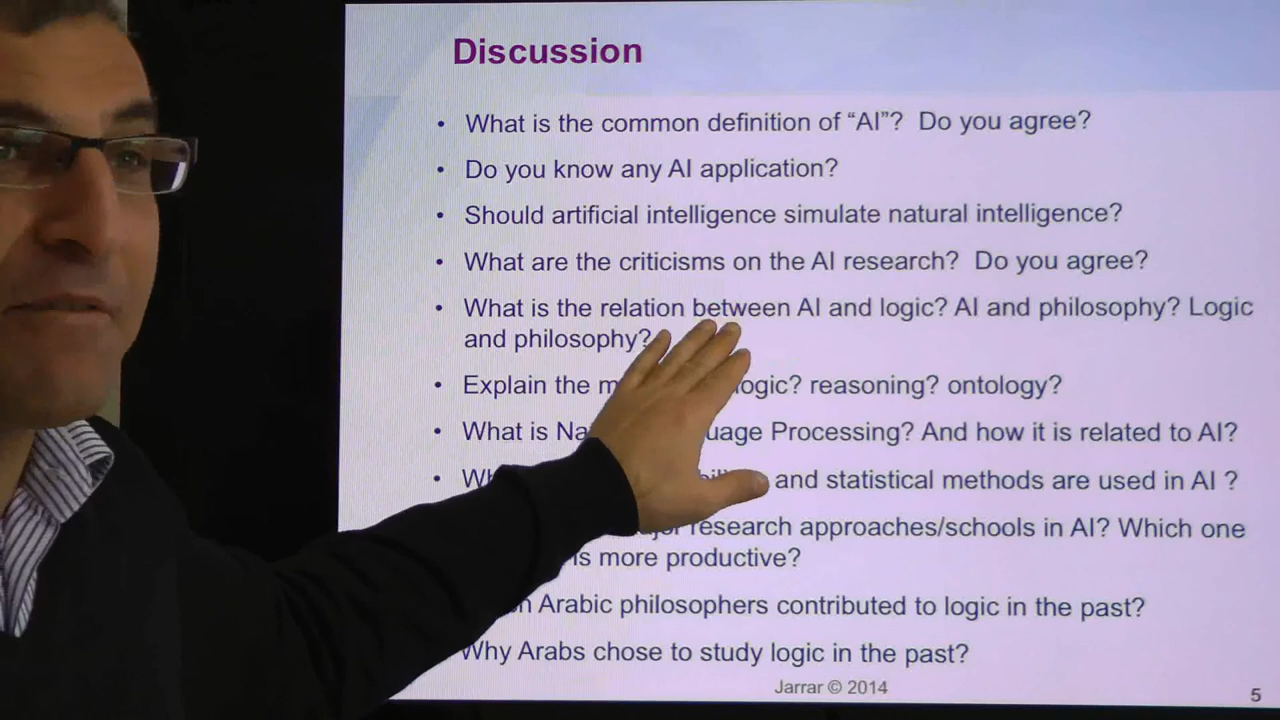 Discussion
• What is the common definition of “AI”? Do you agree?
• Do you know any AI application?
• Should artificial intelligence simulate natural intelligence?
• What are the criticisms on the AI research? Do you agree?
• What is the relation between AI and logic? AI and philosophy? Logic
and philosophy?
• Explain the logic? reasoning? ontology?
• What is Processing? And how it is related to AI?
• and statistical methods are used in AI ?
research approaches/schools in AI? Which one
is more productive?
Arabic philosophers contributed to logic in the past?
Why Arabs chose to study logic in the past?
Jarrar © 2014
5